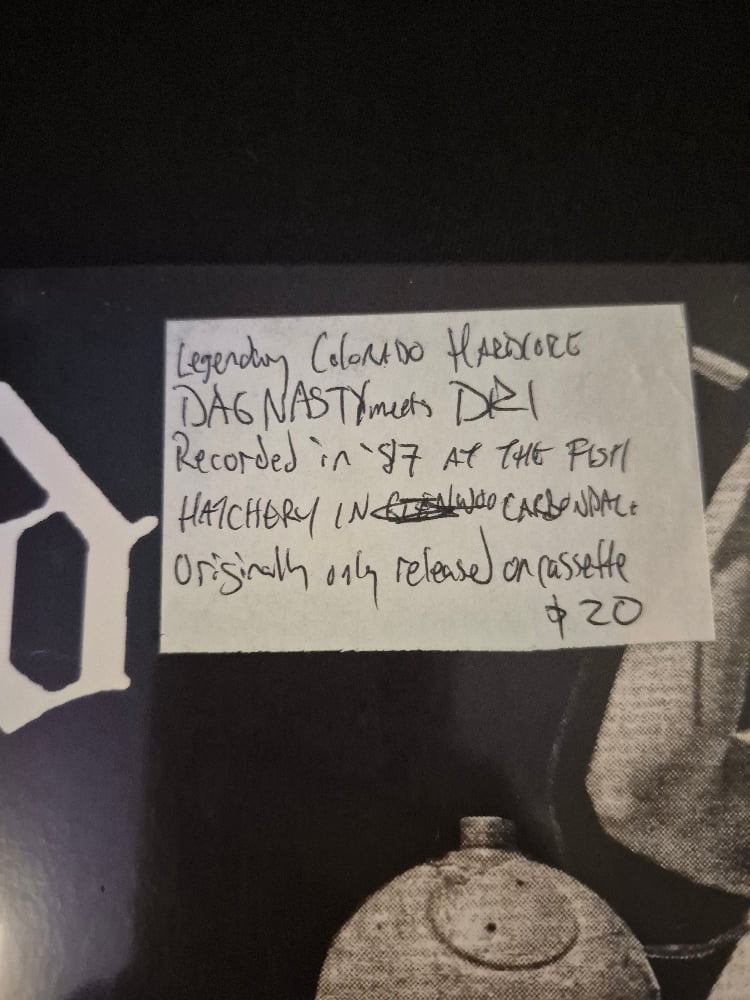 Legendary COLORADO HARDCORE
DAG NASTY meets DRI
Recorded in '87 AT THE FISH
HATCHERY IN CARBONDALE
Originally only released on cassette
$20